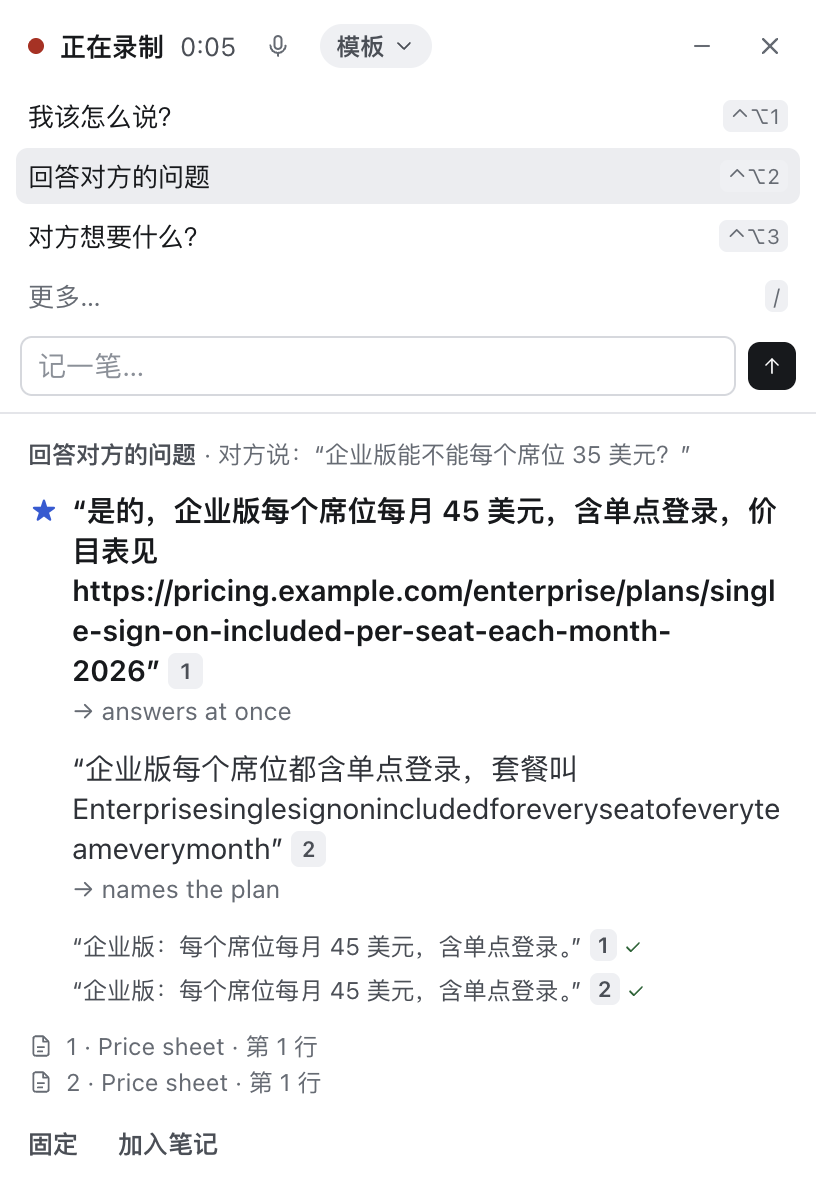 正在录制 0:05 模板
我该怎么说? ^⌥1
回答对方的问题 ^⌥2
对方想要什么? ^⌥3
更多... /
记一笔...
回答对方的问题 · 对方说：“企业版能不能每个席位 35 美元？”
“是的，企业版每个席位每月 45 美元，含单点登录，价
目表见
https://pricing.example.com/enterprise/plans/singl
e-sign-on-included-per-seat-each-month-
2026” 1
→ answers at once
“企业版每个席位都含单点登录，套餐叫
Enterprisesinglesignonincludedforeveryseatofeveryte
ameverymonth” 2
→ names the plan
“企业版：每个席位每月 45 美元，含单点登录。” 1 ✓
“企业版：每个席位每月 45 美元，含单点登录。” 2 ✓
1 · Price sheet · 第 1 行
2 · Price sheet · 第 1 行
固定 加入笔记